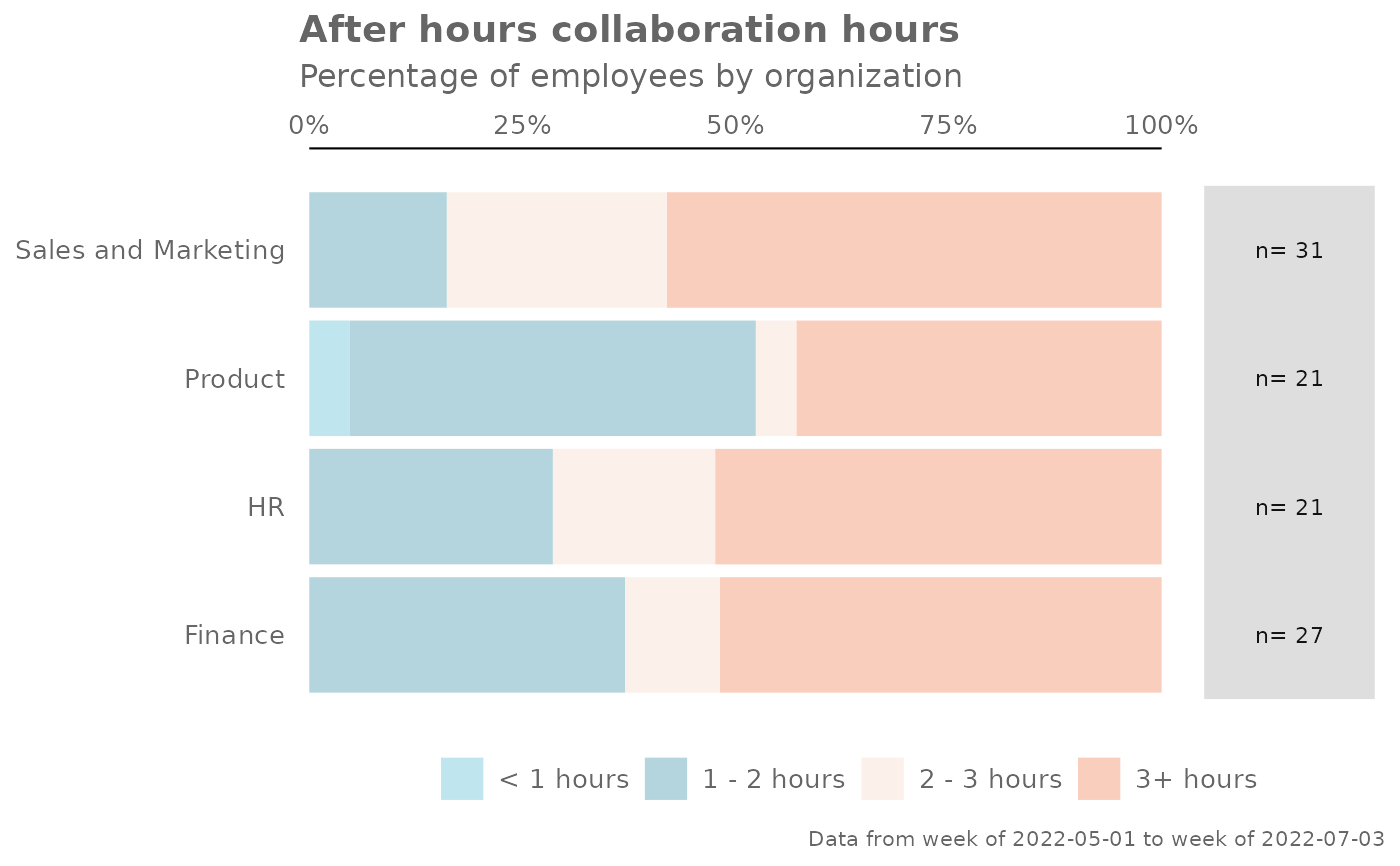 After hours collaboration hours
Percentage of employees by organization
0% 25% 50% 75% 100%
Sales and Marketing n= 31
Product n= 21
HR n= 21
Finance n= 27
< 1 hours 1 - 2 hours 2 - 3 hours 3+ hours
Data from week of 2022-05-01 to week of 2022-07-03